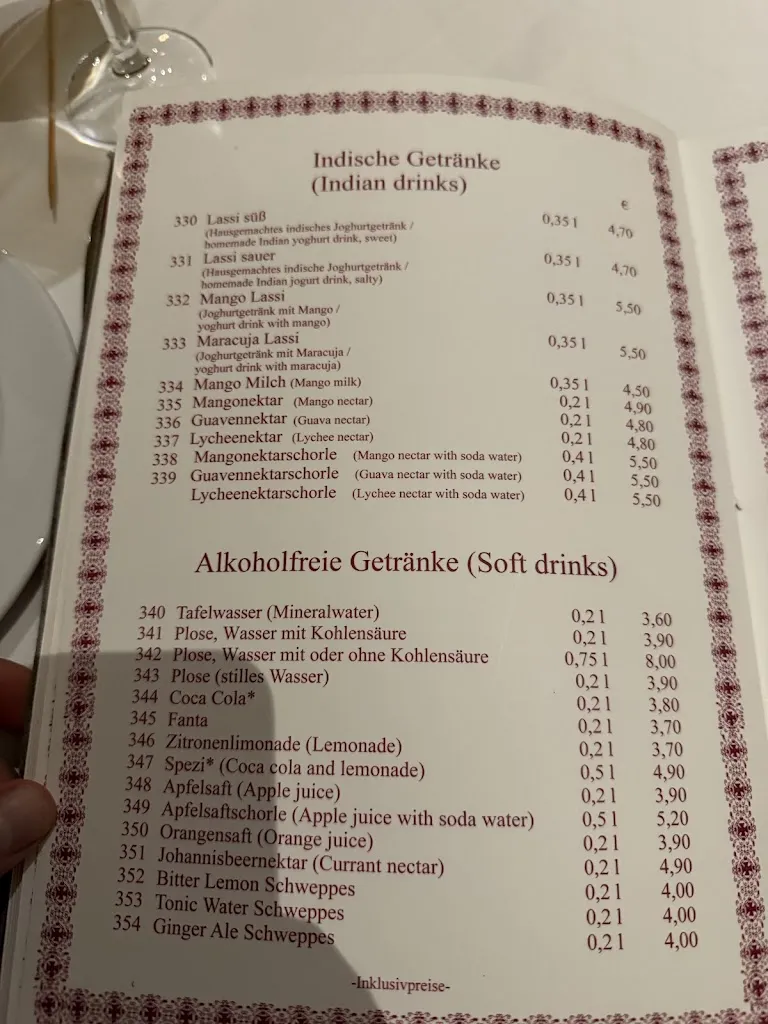 Indische Getränke
(Indian drinks)
€
330 Lassi süß 0,35 l 4,70
(Hausgemachtes indisches Joghurtgetränk /
homemade Indian yoghurt drink, sweet)
331 Lassi sauer 0,35 l 4,70
(Hausgemachtes indische Joghurtgetränk /
homemade Indian jogurt drink, salty)
332 Mango Lassi 0,35 l 5,50
(Joghurtgetränk mit Mango /
yoghurt drink with mango)
333 Maracuja Lassi 0,35 l 5,50
(Joghurtgetränk mit Maracuja /
yoghurt drink with maracuja)
334 Mango Milch (Mango milk) 0,35 l 4,50
335 Mangonektar (Mango nectar) 0,2 l 4,90
336 Guavennektar (Guava nectar) 0,2 l 4,80
337 Lycheenektar (Lychee nectar) 0,2 l 4,80
338 Mangonektarschorle (Mango nectar with soda water) 0,4 l 5,50
339 Guavennektarschorle (Guava nectar with soda water) 0,4 l 5,50
Lycheenektarschorle (Lychee nectar with soda water) 0,4 l 5,50
Alkoholfreie Getränke (Soft drinks)
340 Tafelwasser (Mineralwater) 0,2 l 3,60
341 Plose, Wasser mit Kohlensäure 0,2 l 3,90
342 Plose, Wasser mit oder ohne Kohlensäure 0,75 l 8,00
343 Plose (stilles Wasser) 0,2 l 3,90
344 Coca Cola* 0,2 l 3,80
345 Fanta 0,2 l 3,70
346 Zitronenlimonade (Lemonade) 0,2 l 3,70
347 Spezi* (Coca cola and lemonade) 0,5 l 4,90
348 Apfelsaft (Apple juice) 0,2 l 3,90
349 Apfelsaftschorle (Apple juice with soda water) 0,5 l 5,20
350 Orangensaft (Orange juice) 0,2 l 3,90
351 Johannisbeernektar (Currant nectar) 0,2 l 4,90
352 Bitter Lemon Schweppes 0,2 l 4,00
353 Tonic Water Schweppes 0,2 l 4,00
354 Ginger Ale Schweppes 0,2 l 4,00
-Inklusivpreise-